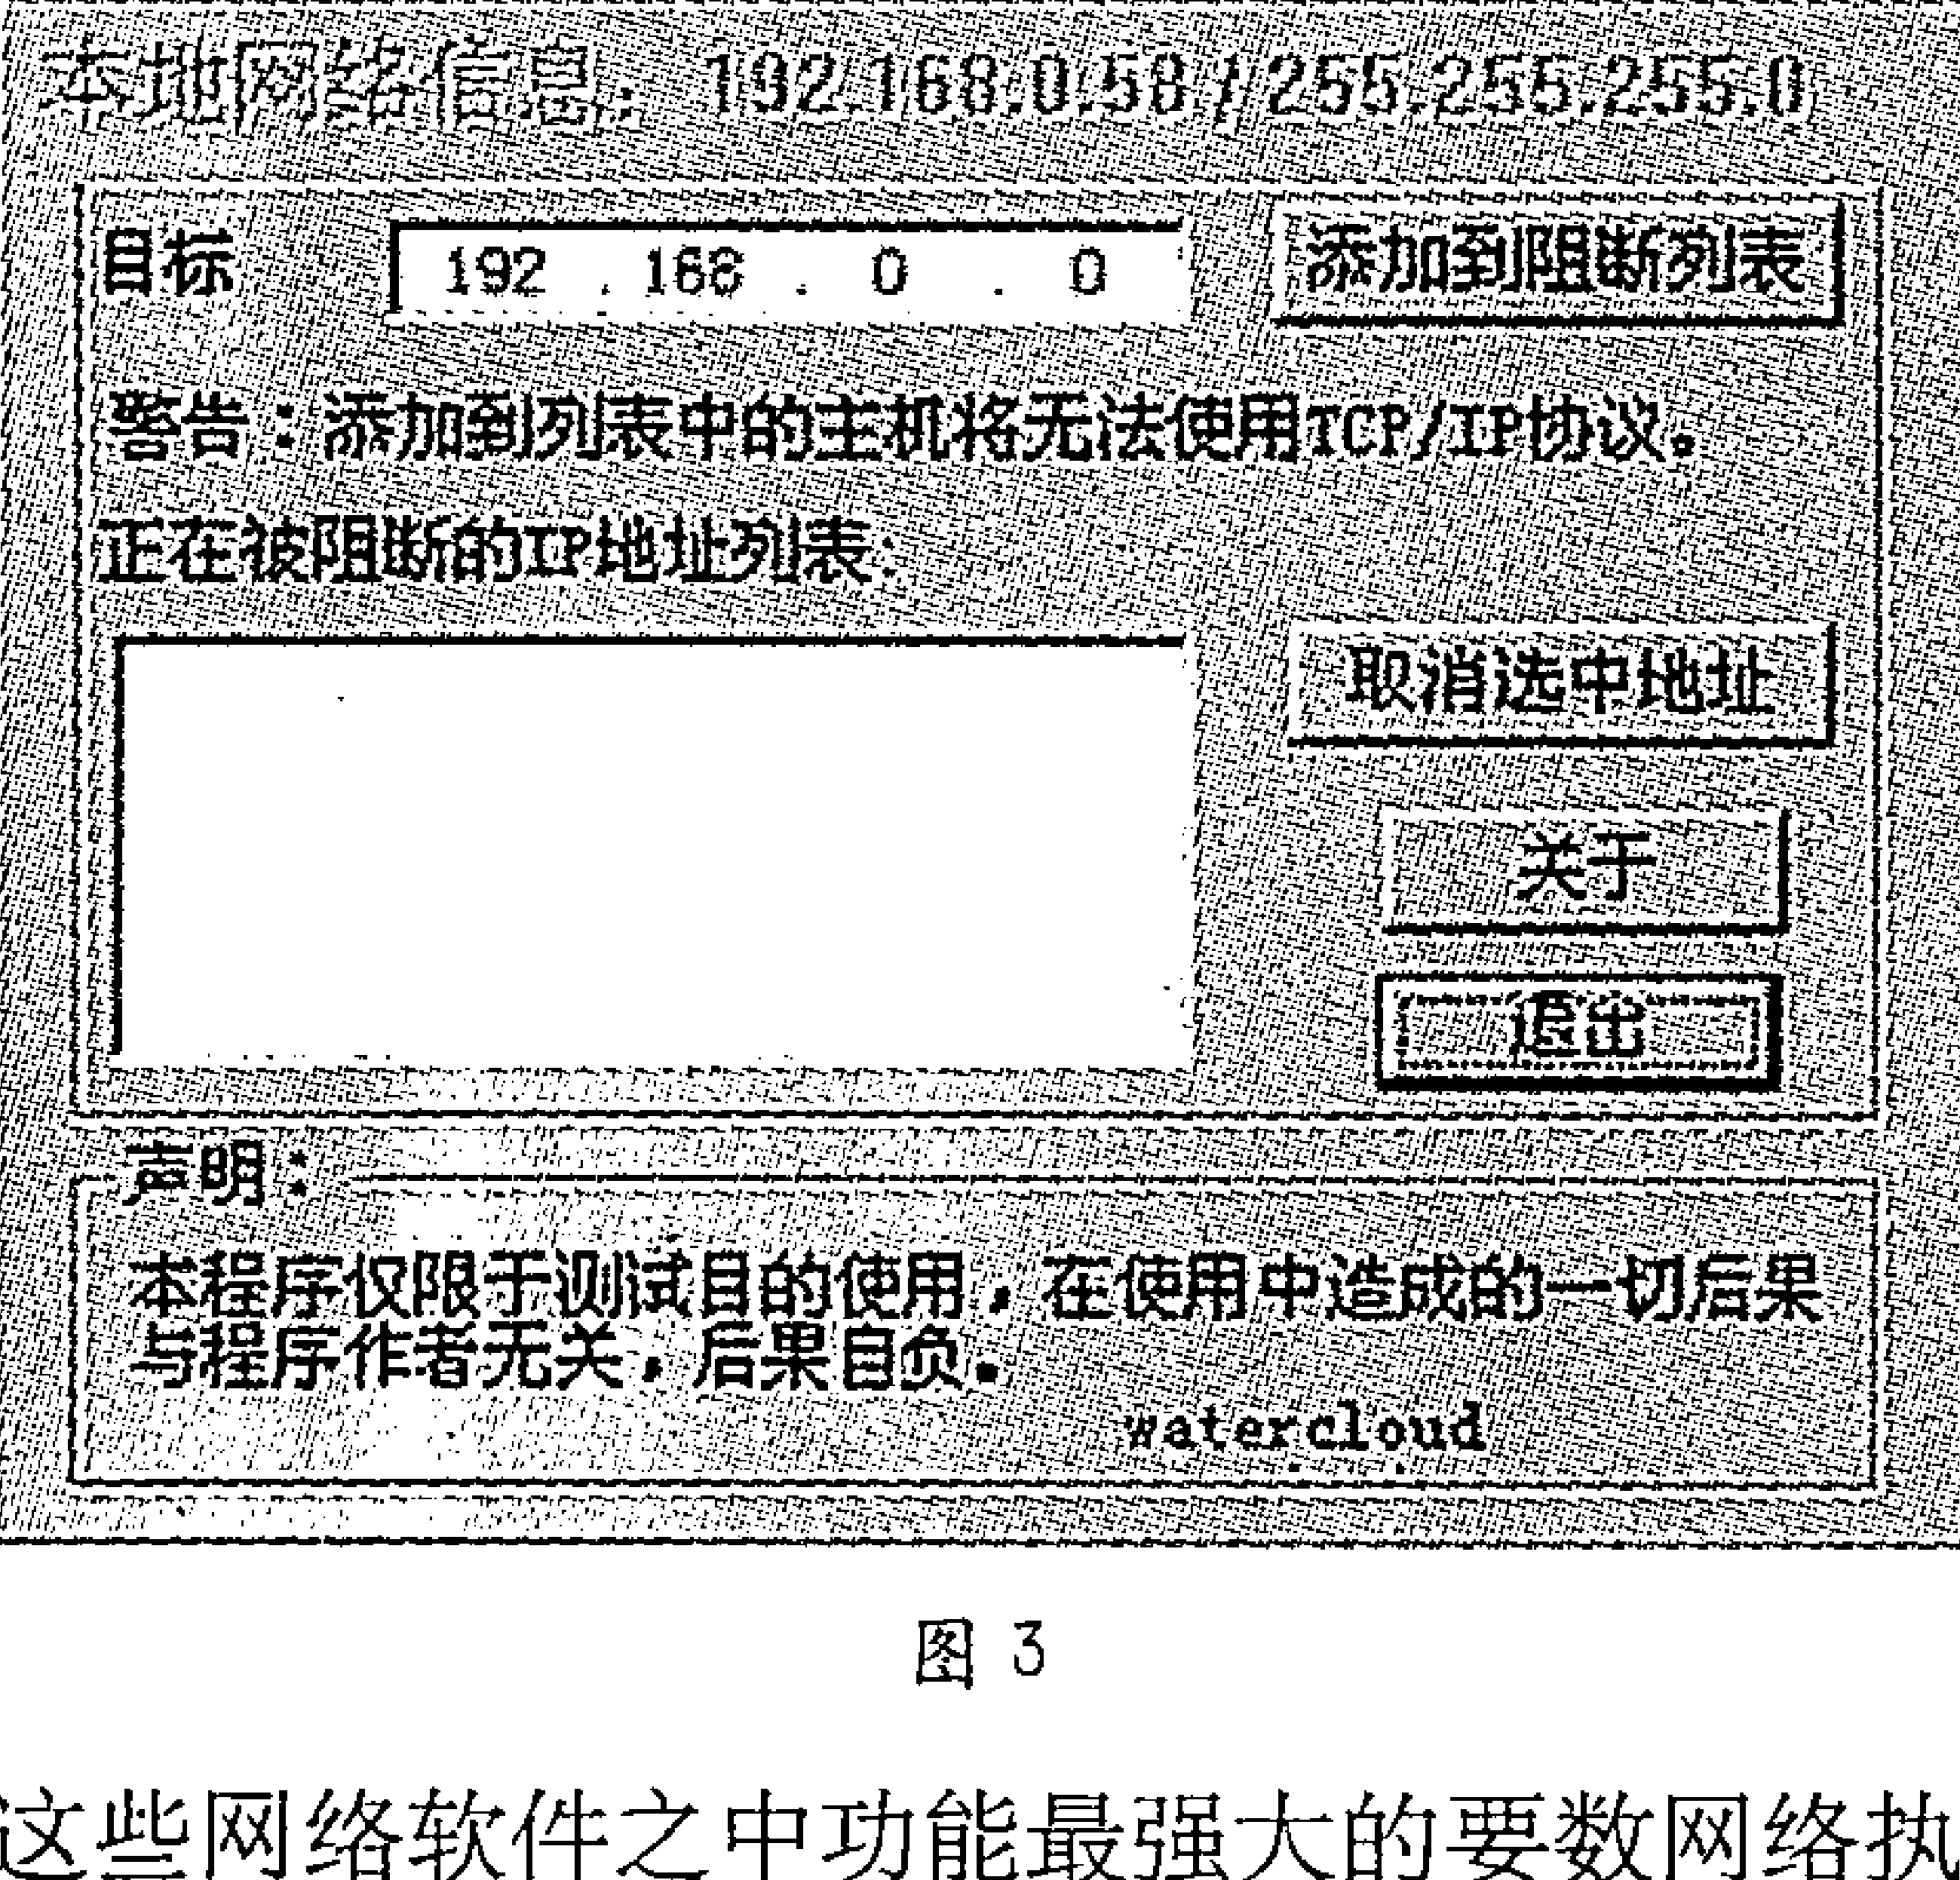 本地网络信息: 192.168.0.58 / 255.255.255.0
目标 192 . 168 . 0 . 0 添加到阻断列表
警告：添加到列表中的主机将无法使用TCP/IP协议。
正在被阻断的IP地址列表:
取消选中地址
关于
退出
声明：
本程序仅限于测试目的使用，在使用中造成的一切后果
与程序作者无关，后果自负。
watercloud
图 3
这些网络软件之中功能最强大的要数网络执